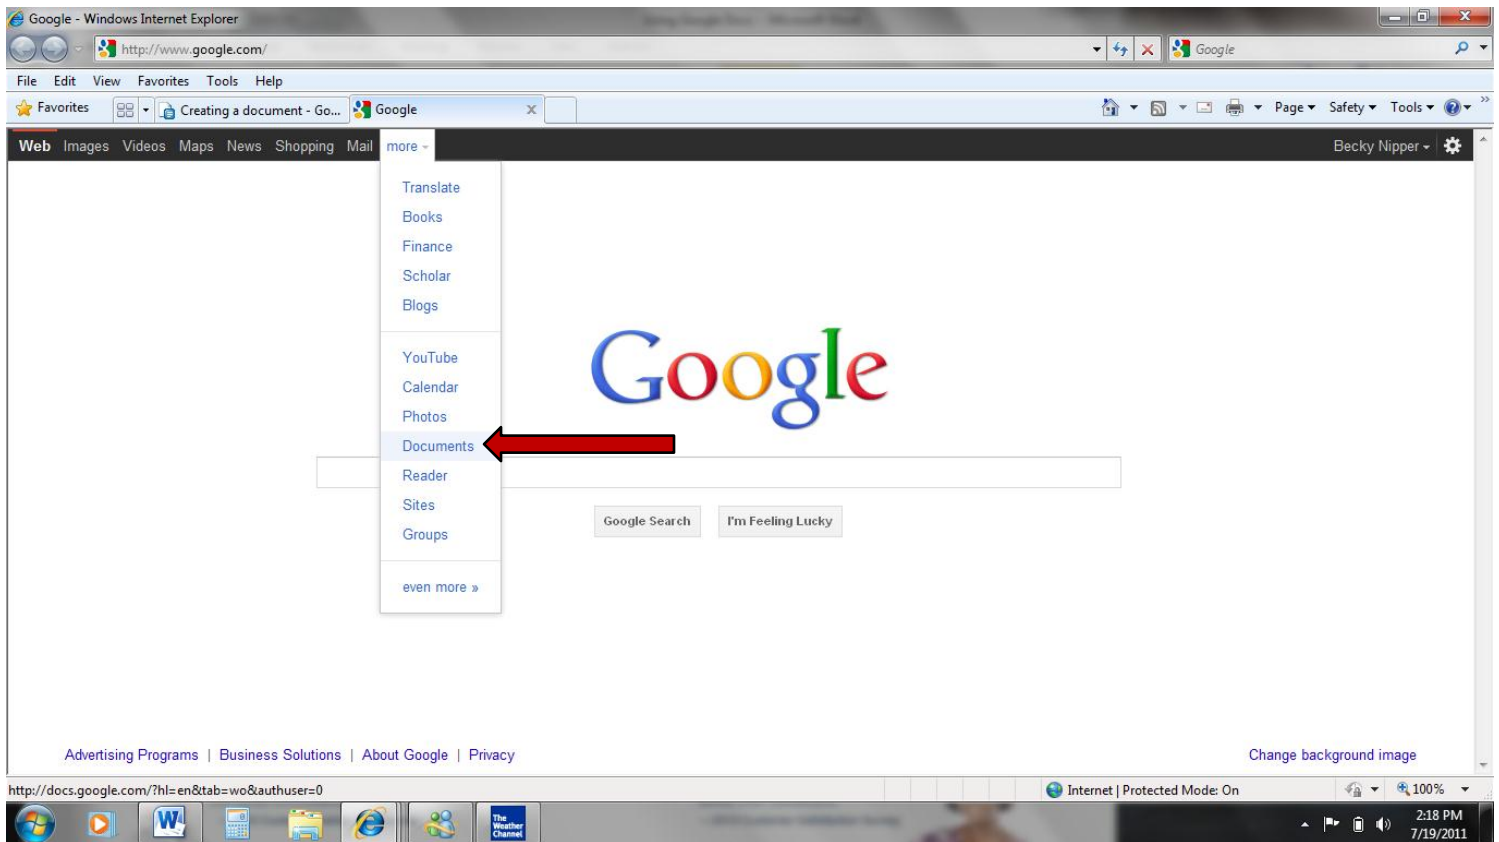 Google - Windows Internet Explorer
http://www.google.com/
Google
File Edit View Favorites Tools Help
Favorites Creating a document - Go... Google x Page Safety Tools »
Web Images Videos Maps News Shopping Mail more Becky Nipper
Translate
Books
Finance
Scholar
Blogs
YouTube
Calendar
Photos
Documents
Reader
Sites
Groups
even more »
Google
Google Search I'm Feeling Lucky
Advertising Programs | Business Solutions | About Google | Privacy Change background image
http://docs.google.com/?hl=en&tab=wo&authuser=0 Internet | Protected Mode: On 100%
The
Weather
Channel
2:18 PM
7/19/2011